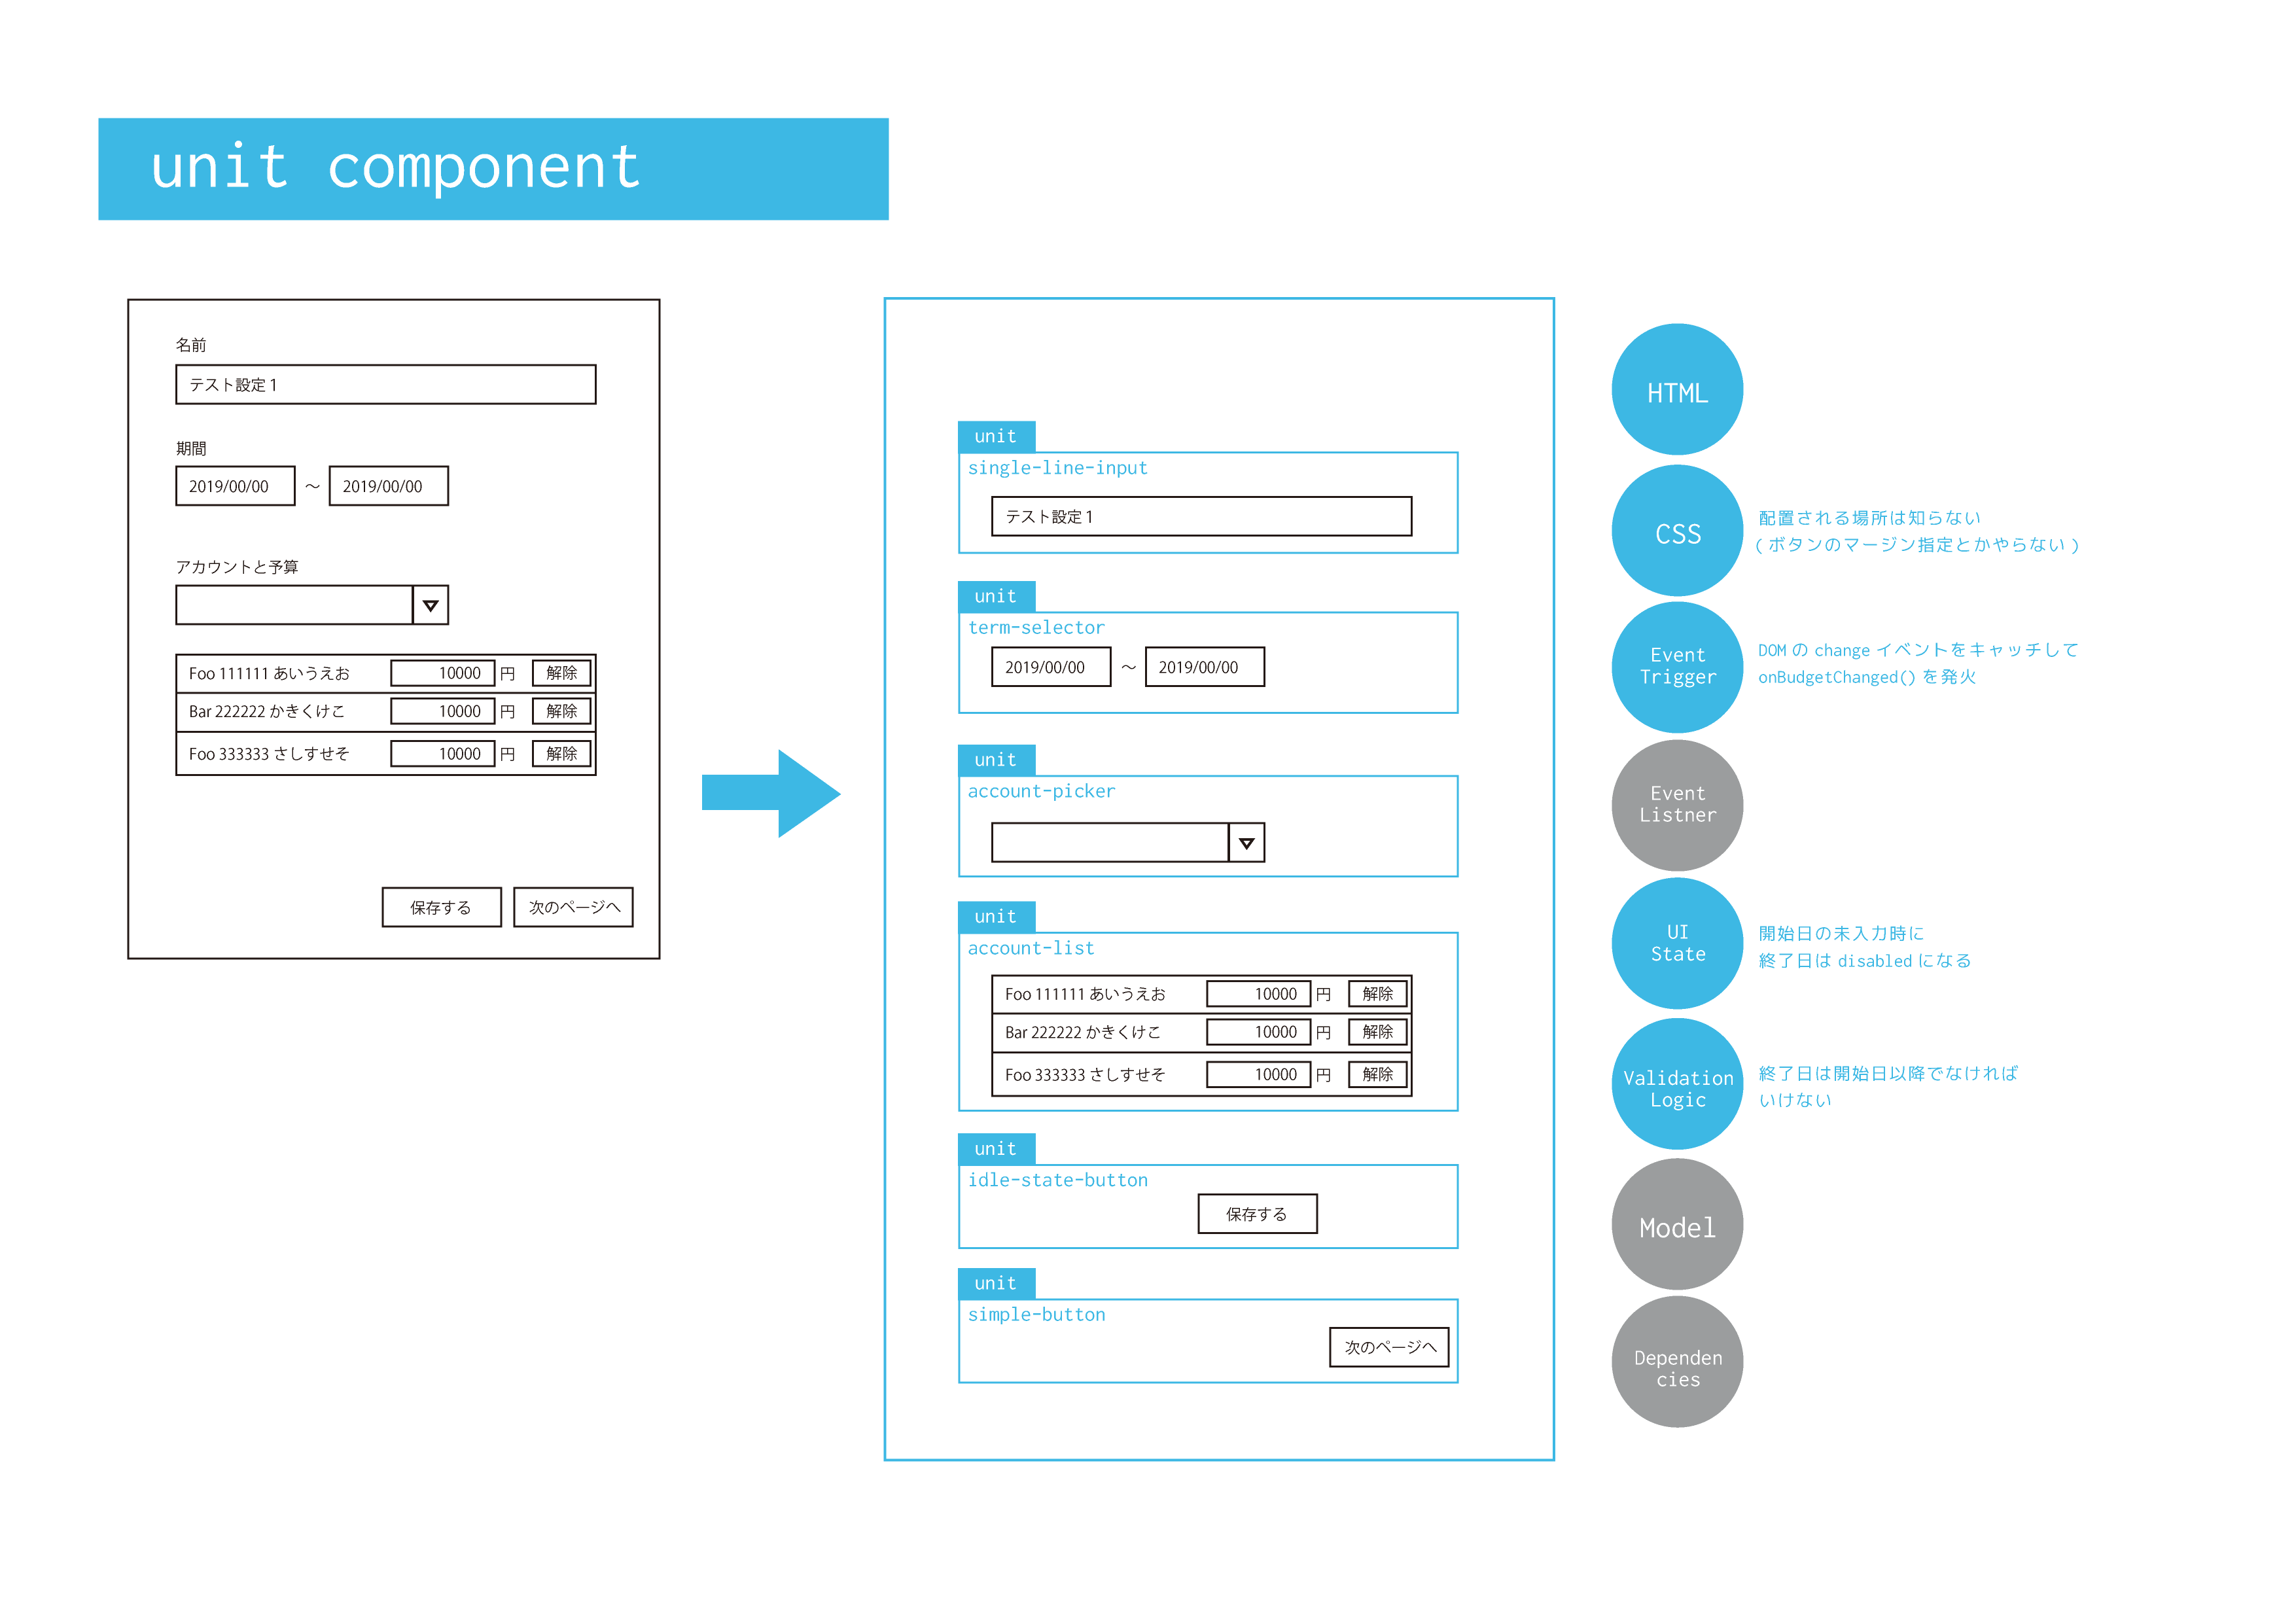 unit component
名前
テスト設定1
期間
2019/00/00 ～ 2019/00/00
アカウントと予算
Foo 111111 あいうえお 10000 円 解除
Bar 222222 かきくけこ 10000 円 解除
Foo 333333 さしすせそ 10000 円 解除
保存する 次のページへ
unit
single-line-input
テスト設定1
unit
term-selector
2019/00/00 ～ 2019/00/00
unit
account-picker
unit
account-list
Foo 111111 あいうえお 10000 円 解除
Bar 222222 かきくけこ 10000 円 解除
Foo 333333 さしすせそ 10000 円 解除
unit
idle-state-button
保存する
unit
simple-button
次のページへ
HTML
CSS
配置される場所は知らない
(ボタンのマージン指定とかやらない)
Event
Trigger
DOM の change イベントをキャッチして
onBudgetChanged() を発火
Event
Listner
UI
State
開始日の未入力時に
終了日は disabled になる
Validation
Logic
終了日は開始日以降でなければ
いけない
Model
Dependen
cies